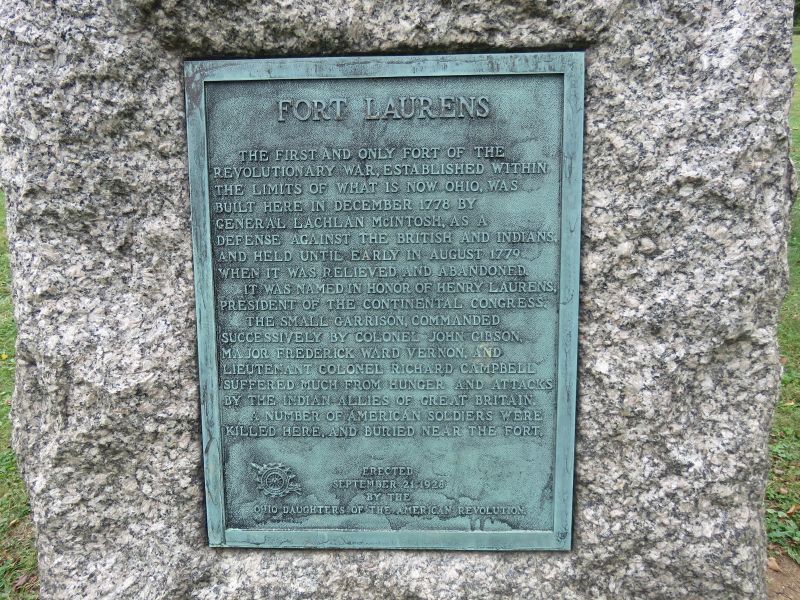 FORT LAURENS
THE FIRST AND ONLY FORT OF THE
REVOLUTIONARY WAR, ESTABLISHED WITHIN
THE LIMITS OF WHAT IS NOW OHIO, WAS
BUILT HERE IN DECEMBER 1778 BY
GENERAL LACHLAN McINTOSH, AS A
DEFENSE AGAINST THE BRITISH AND INDIANS,
AND HELD UNTIL EARLY IN AUGUST 1779
WHEN IT WAS RELIEVED AND ABANDONED.
IT WAS NAMED IN HONOR OF HENRY LAURENS,
PRESIDENT OF THE CONTINENTAL CONGRESS.
THE SMALL GARRISON, COMMANDED
SUCCESSIVELY BY COLONEL JOHN GIBSON,
MAJOR FREDERICK WARD VERNON, AND
LIEUTENANT COLONEL RICHARD CAMPBELL
SUFFERED MUCH FROM HUNGER AND ATTACKS
BY THE INDIAN ALLIES OF GREAT BRITAIN.
A NUMBER OF AMERICAN SOLDIERS WERE
KILLED HERE, AND BURIED NEAR THE FORT.
ERECTED
SEPTEMBER 21, 1928
BY THE
OHIO DAUGHTERS OF THE AMERICAN REVOLUTION.